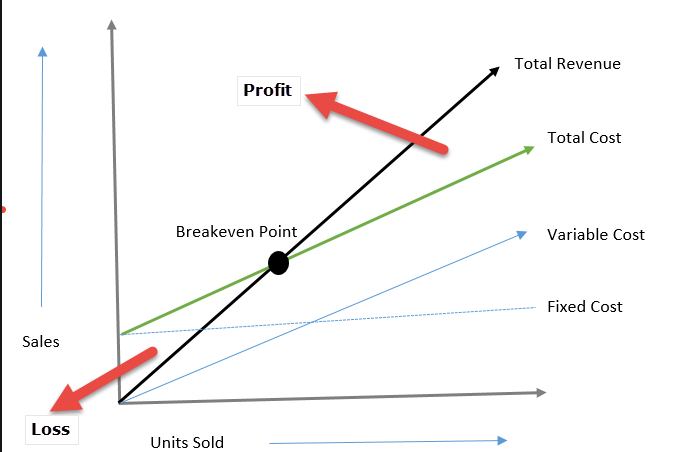 Total Revenue
Profit
Total Cost
Breakeven Point
Variable Cost
Fixed Cost
Sales
Loss
Units Sold